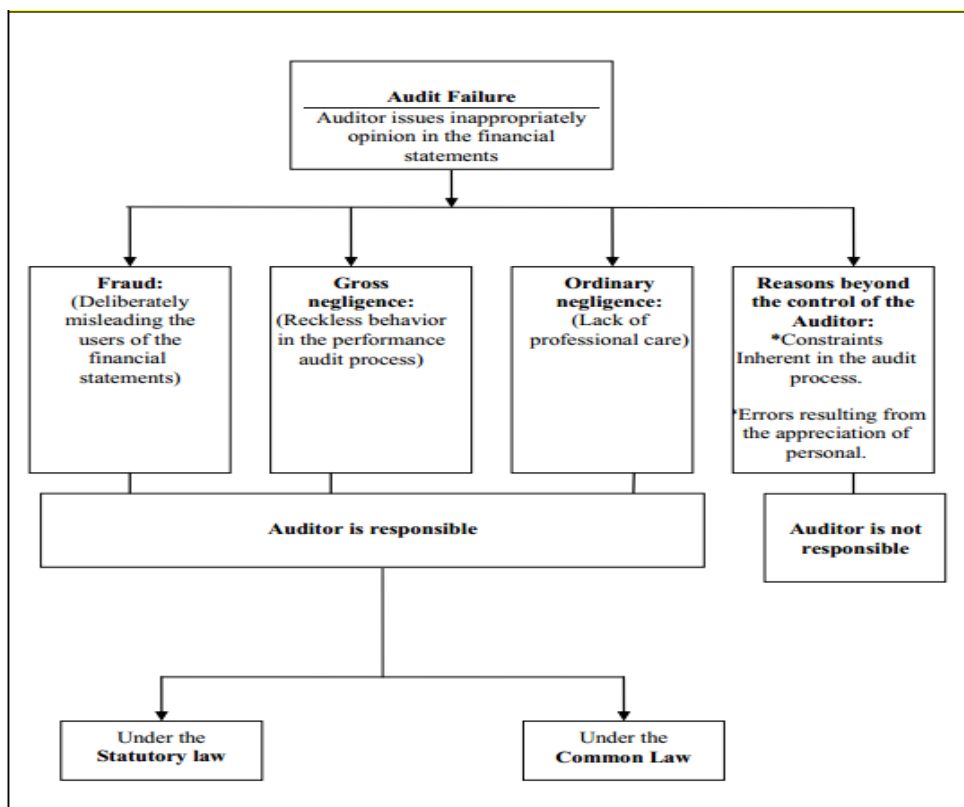 Audit Failure
Auditor issues inappropriately
opinion in the financial
statements
Fraud:
(Deliberately
misleading the
users of the
financial
statements)
Gross
negligence:
(Reckless behavior
in the performance
audit process)
Ordinary
negligence:
(Lack of
professional care)
Reasons beyond
the control of the
Auditor:
*Constraints
Inherent in the audit
process.
*Errors resulting from
the appreciation of
personal.
Auditor is responsible
Auditor is not
responsible
Under the
Statutory law
Under the
Common Law